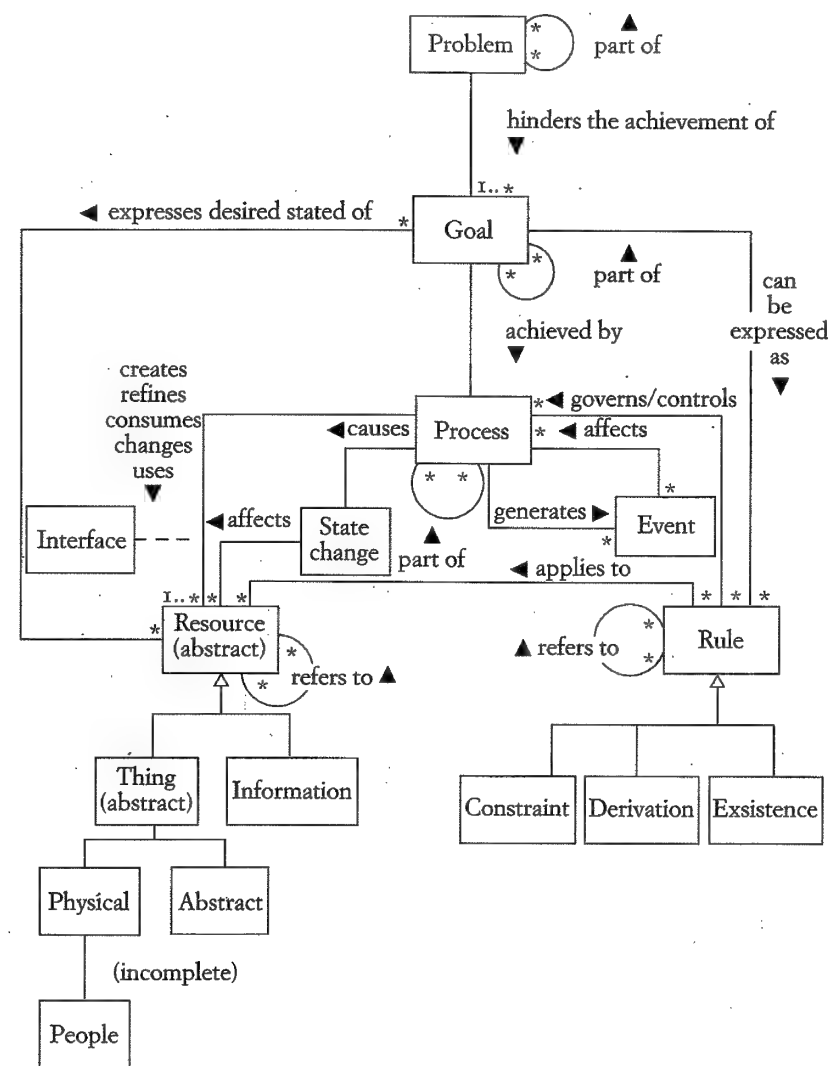 Problem
*
*
part of
hinders the achievement of
I..*
expresses desired stated of
*
Goal
*
*
part of
can
be
expressed
as
achieved by
creates
refines
consumes
changes
uses
causes
Process
*
governs/controls
*
affects
*
*
generates
*
*
Event
Interface
affects
State
change
part of
applies to
I..*
*
*
*
*
*
*
Resource
(abstract)
*
*
refers to
refers to
*
*
Rule
Thing
(abstract)
Information
Constraint
Derivation
Exsistence
Physical
Abstract
(incomplete)
People